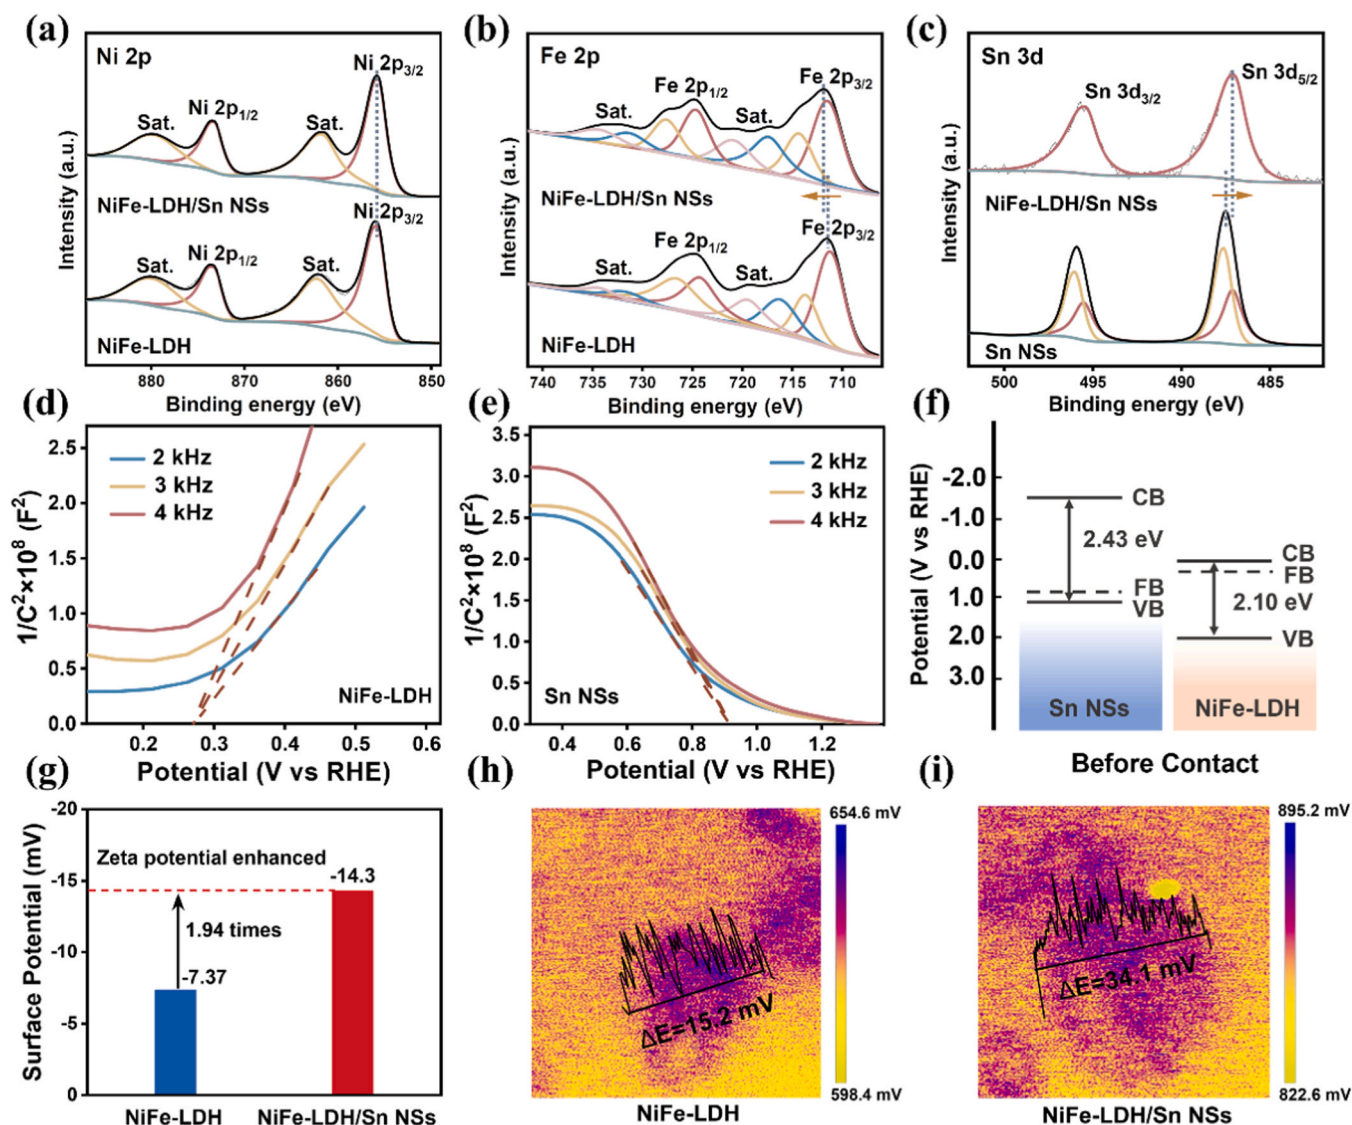 (a)
Ni 2p
Ni 2p3/2
Ni 2p1/2
Sat.
Sat.
NiFe-LDH/Sn NSs
Ni 2p3/2
Ni 2p1/2
Sat.
Sat.
NiFe-LDH
Intensity (a.u.)
880 870 860 850
Binding energy (eV)
(b)
Fe 2p
Fe 2p3/2
Fe 2p1/2
Sat.
Sat.
NiFe-LDH/Sn NSs
Fe 2p3/2
Fe 2p1/2
Sat.
Sat.
NiFe-LDH
Intensity (a.u.)
740 735 730 725 720 715 710
Binding energy (eV)
(c)
Sn 3d
Sn 3d5/2
Sn 3d3/2
NiFe-LDH/Sn NSs
Sn NSs
Intensity (a.u.)
500 495 490 485
Binding energy (eV)
(d)
2 kHz
3 kHz
4 kHz
NiFe-LDH
1/C²×10⁸ (F²)
2.5
2.0
1.5
1.0
0.5
0.0
0.2 0.3 0.4 0.5 0.6
Potential (V vs RHE)
(e)
2 kHz
3 kHz
4 kHz
Sn NSs
1/C²×10⁸ (F²)
3.5
3.0
2.5
2.0
1.5
1.0
0.5
0.0
0.4 0.6 0.8 1.0 1.2
Potential (V vs RHE)
(f)
Potential (V vs RHE)
-2.0
-1.0
0.0
1.0
2.0
3.0
CB
2.43 eV
FB
VB
Sn NSs
CB
FB
2.10 eV
VB
NiFe-LDH
Before Contact
(g)
Surface Potential (mV)
-20
-15
-10
-5
0
Zeta potential enhanced
-14.3
1.94 times
-7.37
NiFe-LDH NiFe-LDH/Sn NSs
(h)
654.6 mV
ΔE=15.2 mV
598.4 mV
NiFe-LDH
(i)
895.2 mV
ΔE=34.1 mV
822.6 mV
NiFe-LDH/Sn NSs